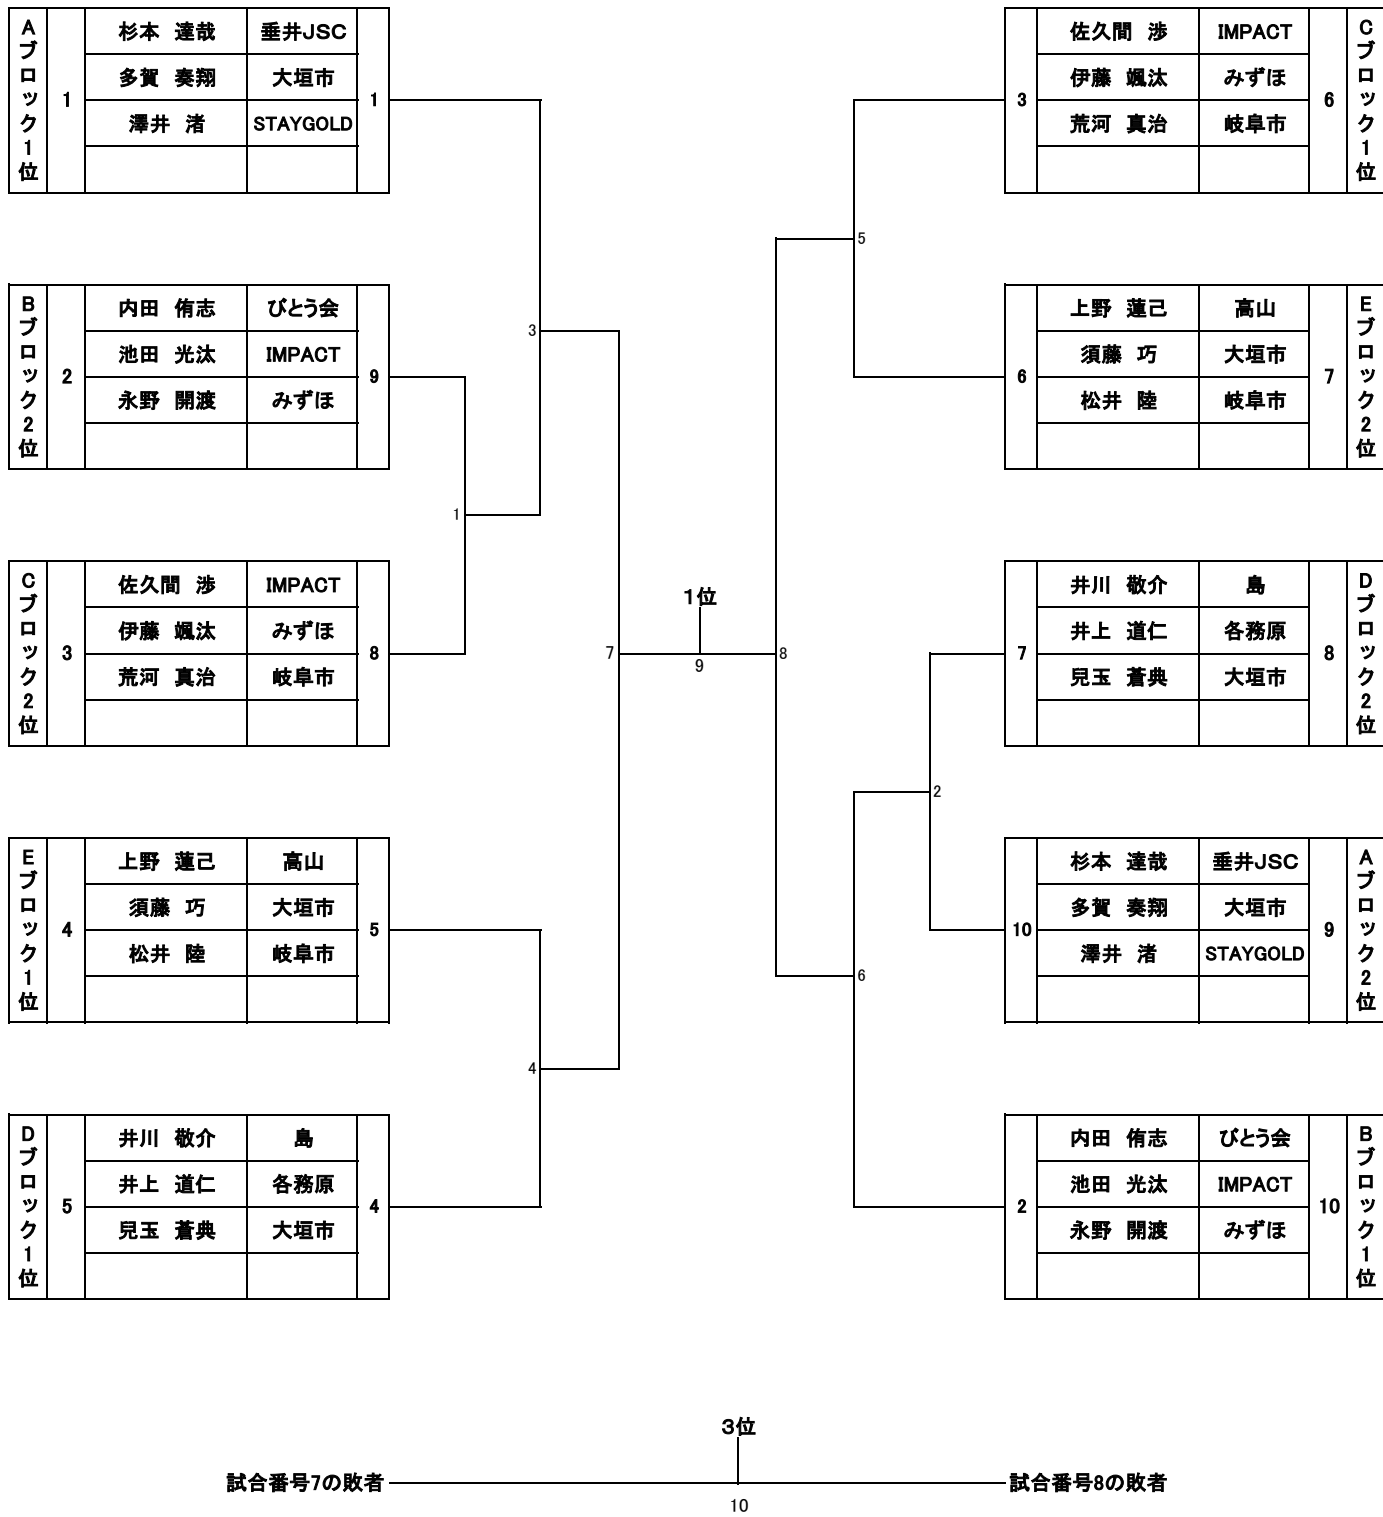 Aブロック1位
1
杉本 達哉 垂井JSC
多賀 奏翔 大垣市
澤井 渚 STAYGOLD
1
Bブロック2位
2
内田 侑志 びとう会
池田 光汰 IMPACT
永野 開渡 みずほ
9
Cブロック2位
3
佐久間 渉 IMPACT
伊藤 颯汰 みずほ
荒河 真治 岐阜市
8
Eブロック1位
4
上野 蓮己 高山
須藤 巧 大垣市
松井 陸 岐阜市
5
Dブロック1位
5
井川 敬介 島
井上 道仁 各務原
児玉 蒼典 大垣市
4
3
1
4
7
1位
9
8
5
2
6
3
佐久間 渉 IMPACT
伊藤 颯汰 みずほ
荒河 真治 岐阜市
6
Cブロック1位
6
上野 蓮己 高山
須藤 巧 大垣市
松井 陸 岐阜市
7
Eブロック2位
7
井川 敬介 島
井上 道仁 各務原
児玉 蒼典 大垣市
8
Dブロック2位
10
杉本 達哉 垂井JSC
多賀 奏翔 大垣市
澤井 渚 STAYGOLD
9
Aブロック2位
2
内田 侑志 びとう会
池田 光汰 IMPACT
永野 開渡 みずほ
10
Bブロック1位
3位
試合番号7の敗者
試合番号8の敗者
10